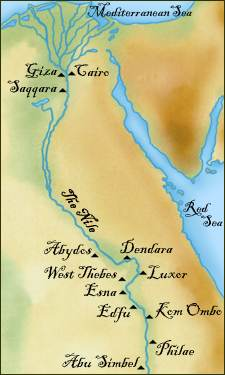 Mediterranean Sea
Giza
Cairo
Saqqara
The Nile
Red
Sea
Abydos
Dendara
West Thebes
Luxor
Esna
Edfu
Kom Ombo
Philae
Abu Simbel